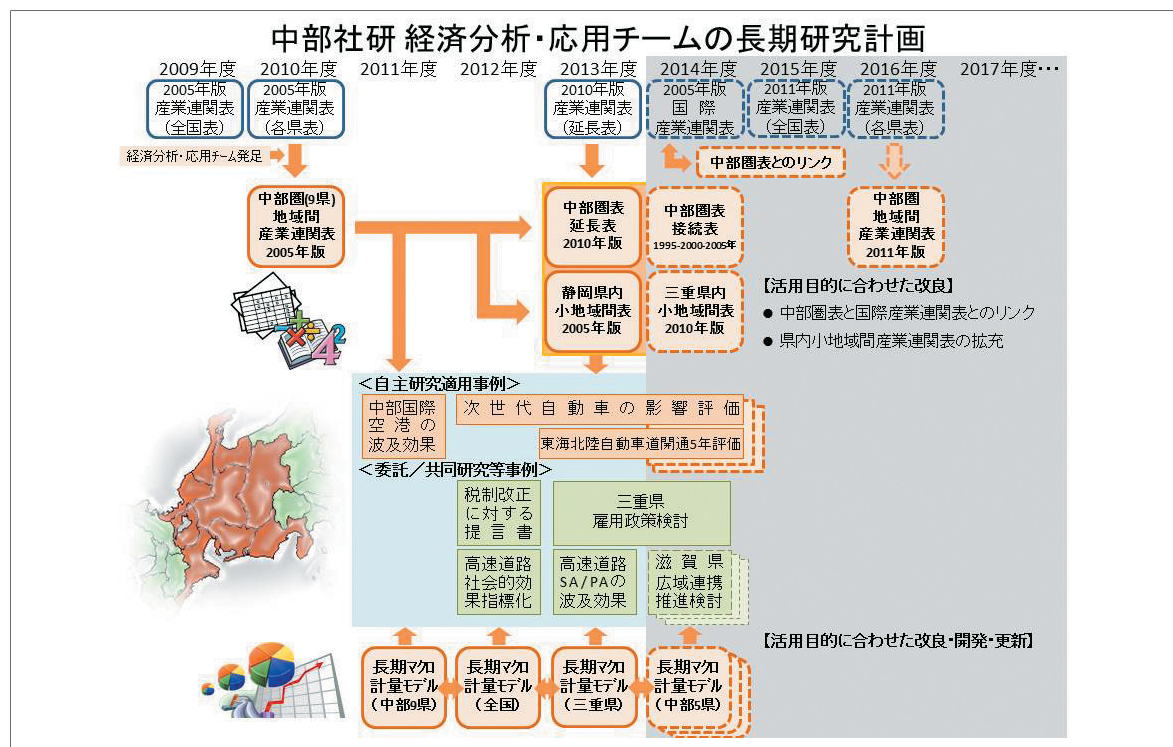 中部社研 経済分析・応用チームの長期研究計画
2009年度 2010年度 2011年度 2012年度 2013年度 2014年度 2015年度 2016年度 2017年度・・・
2005年版
産業連関表
(全国表)
2005年版
産業連関表
(各県表)
2010年版
産業連関表
(延長表)
2005年版
国際
産業連関表
2011年版
産業連関表
(全国表)
2011年版
産業連関表
(各県表)
経済分析・応用チーム発足
中部圏表とのリンク
中部圏(9県)
地域間
産業連関表
2005年版
中部圏表
延長表
2010年版
中部圏表
接続表
1995-2000-2005年
中部圏
地域間
産業連関表
2011年版
静岡県内
小地域間表
2005年版
三重県内
小地域間表
2010年版
【活用目的に合わせた改良】
● 中部圏表と国際産業連関表とのリンク
● 県内小地域間産業連関表の拡充
4 2
<自主研究適用事例>
中部国際
空港の
波及効果
次世代自動車の影響評価
東海北陸自動車道開通5年評価
<委託/共同研究等事例>
税制改正
に対する
提言書
三重県
雇用政策検討
高速道路
社会的効
果指標化
高速道路
SA/PAの
波及効果
滋賀県
広域連携
推進検討
【活用目的に合わせた改良・開発・更新】
長期マクロ
計量モデル
(中部9県)
長期マクロ
計量モデル
(全国)
長期マクロ
計量モデル
(三重県)
長期マクロ
計量モデル
(中部5県)